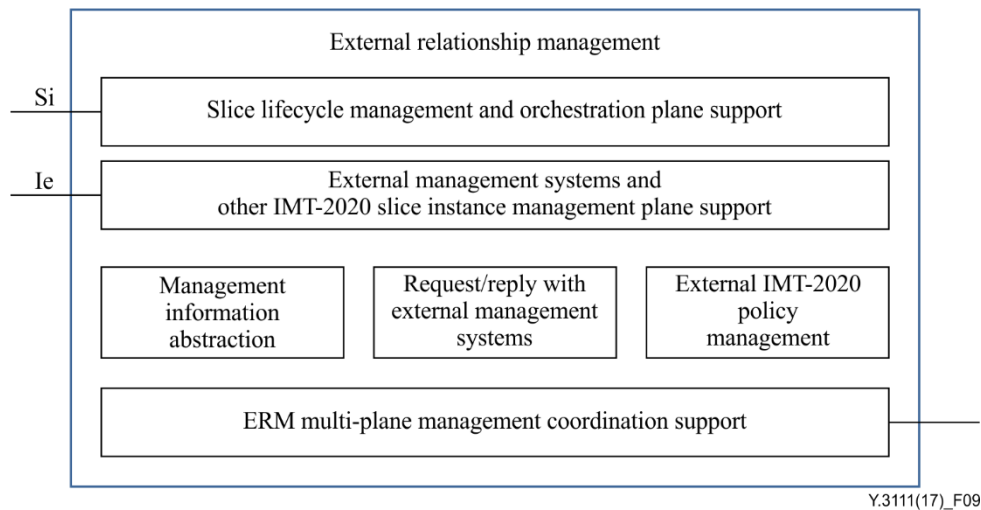 External relationship management
Si
Slice lifecycle management and orchestration plane support
Ie
External management systems and
other IMT-2020 slice instance management plane support
Management
information
abstraction
Request/reply with
external management
systems
External IMT-2020
policy
management
ERM multi-plane management coordination support
Y.3111(17)_F09